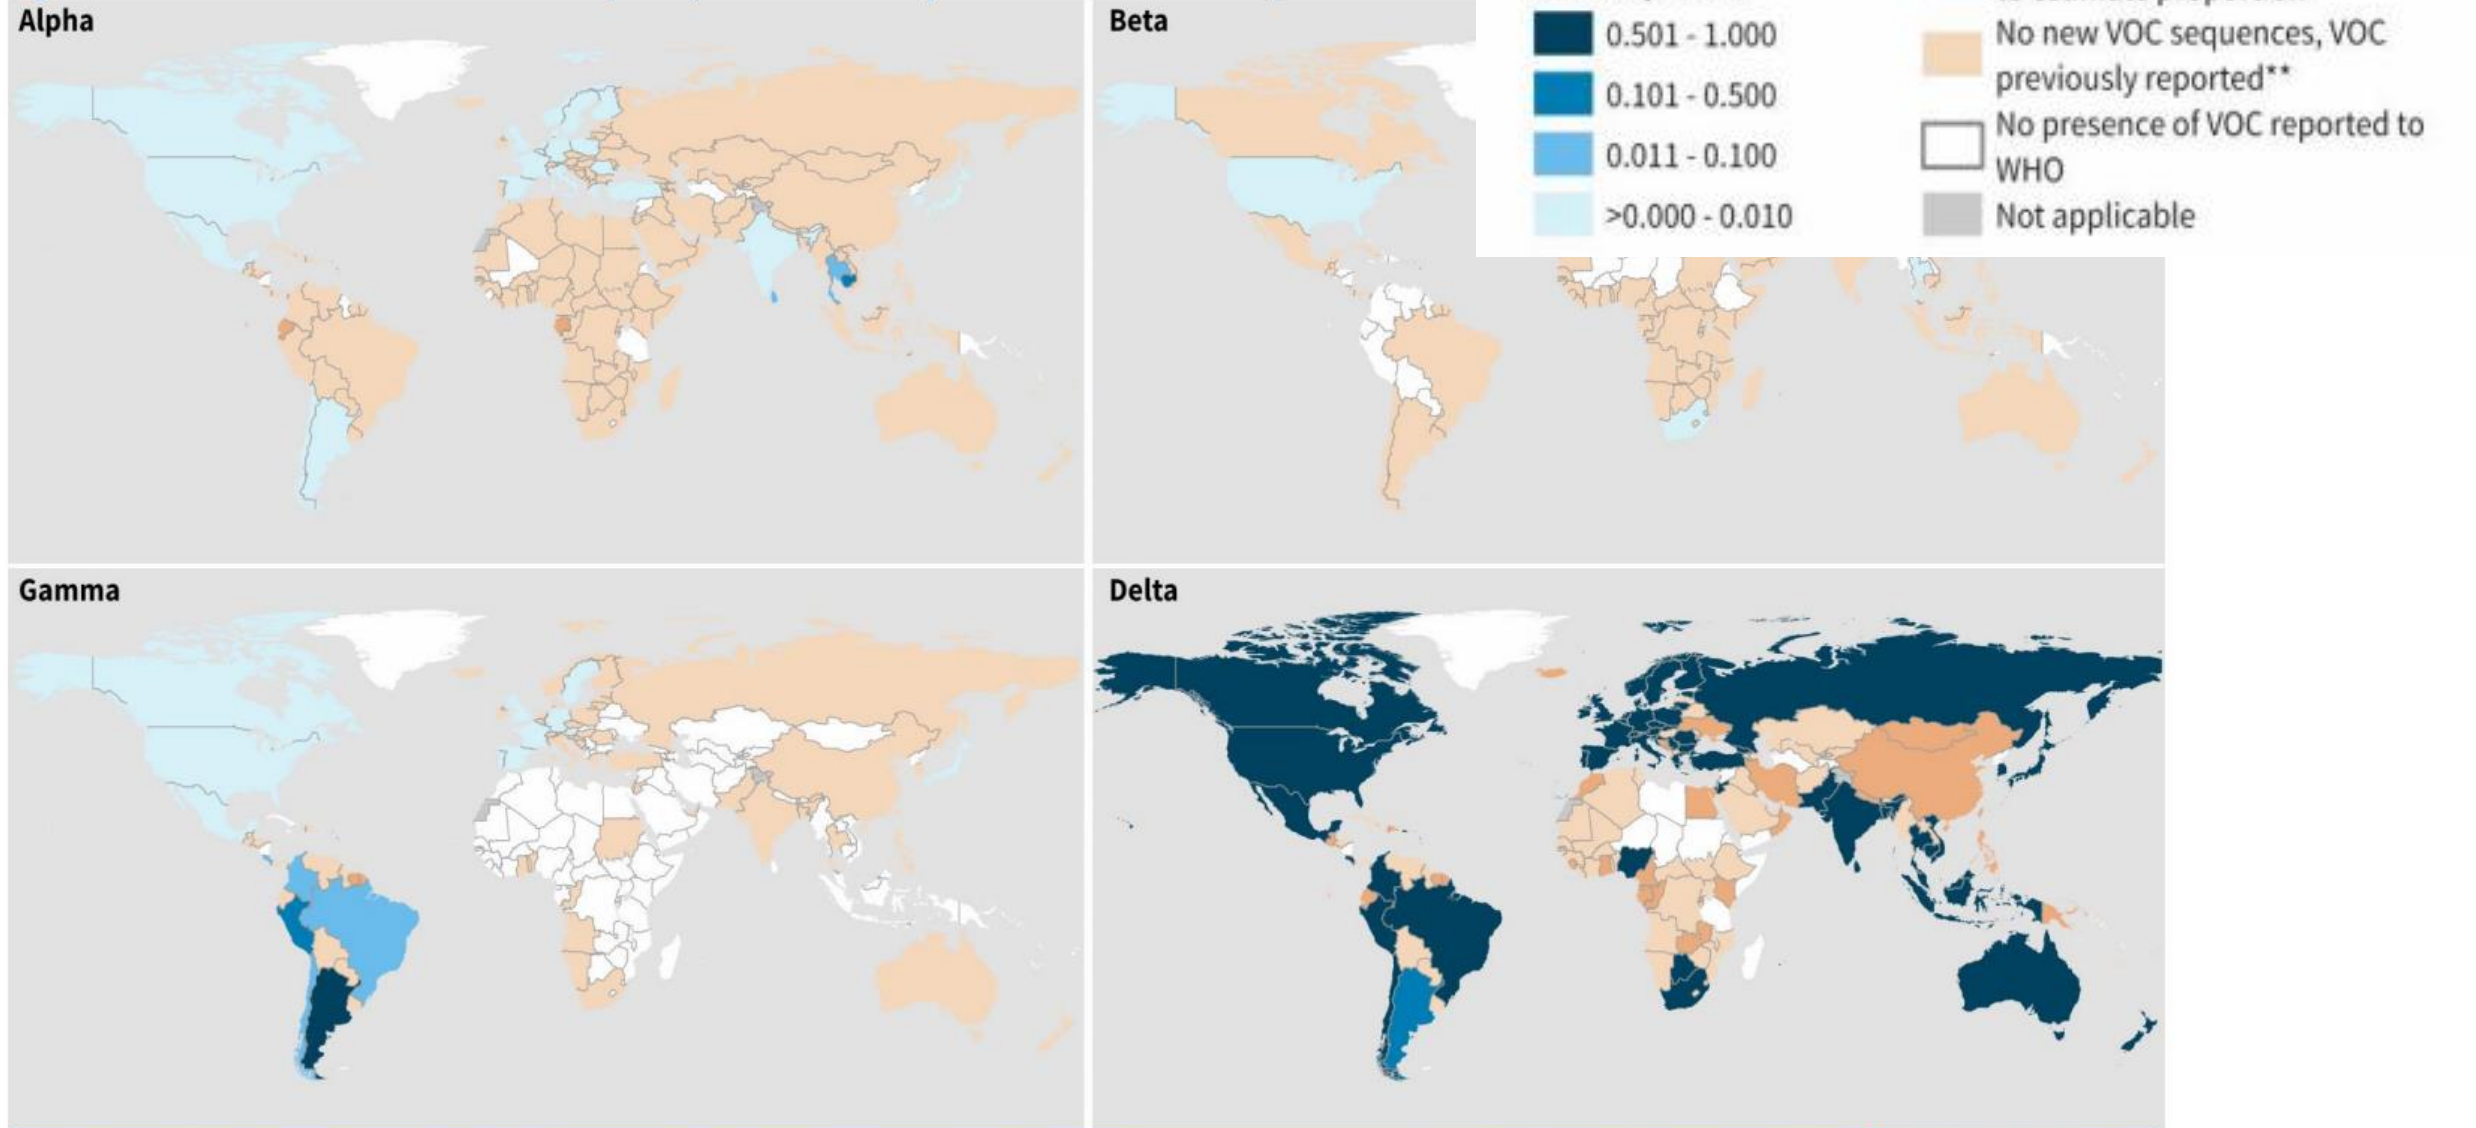 Alpha
Beta
0.501 - 1.000
0.101 - 0.500
0.011 - 0.100
>0.000 - 0.010
No new VOC sequences, VOC
previously reported**
No presence of VOC reported to
WHO
Not applicable
Gamma
Delta